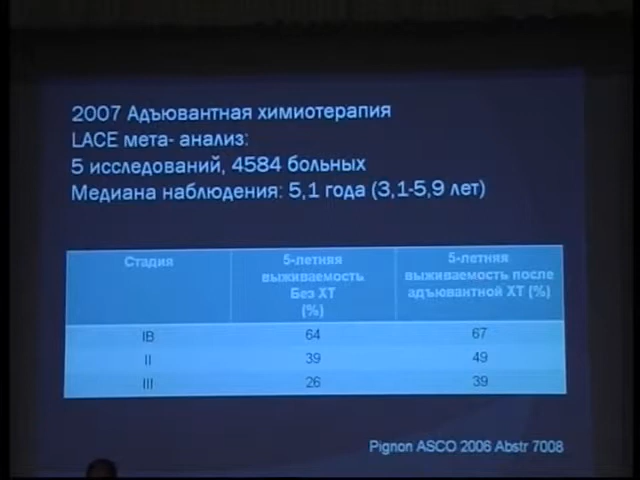 2007 Адъювантная химиотерапия
LACE мета- анализ:
5 исследований, 4584 больных
Медиана наблюдения: 5,1 года (3,1-5,9 лет)
Стадия
5-летняя
выживаемость
Без ХТ
(%)
5-летняя
выживаемость после
адъювантной ХТ (%)
IB 64 67
II 39 49
III 26 39
Pignon ASCO 2006 Abstr 7008